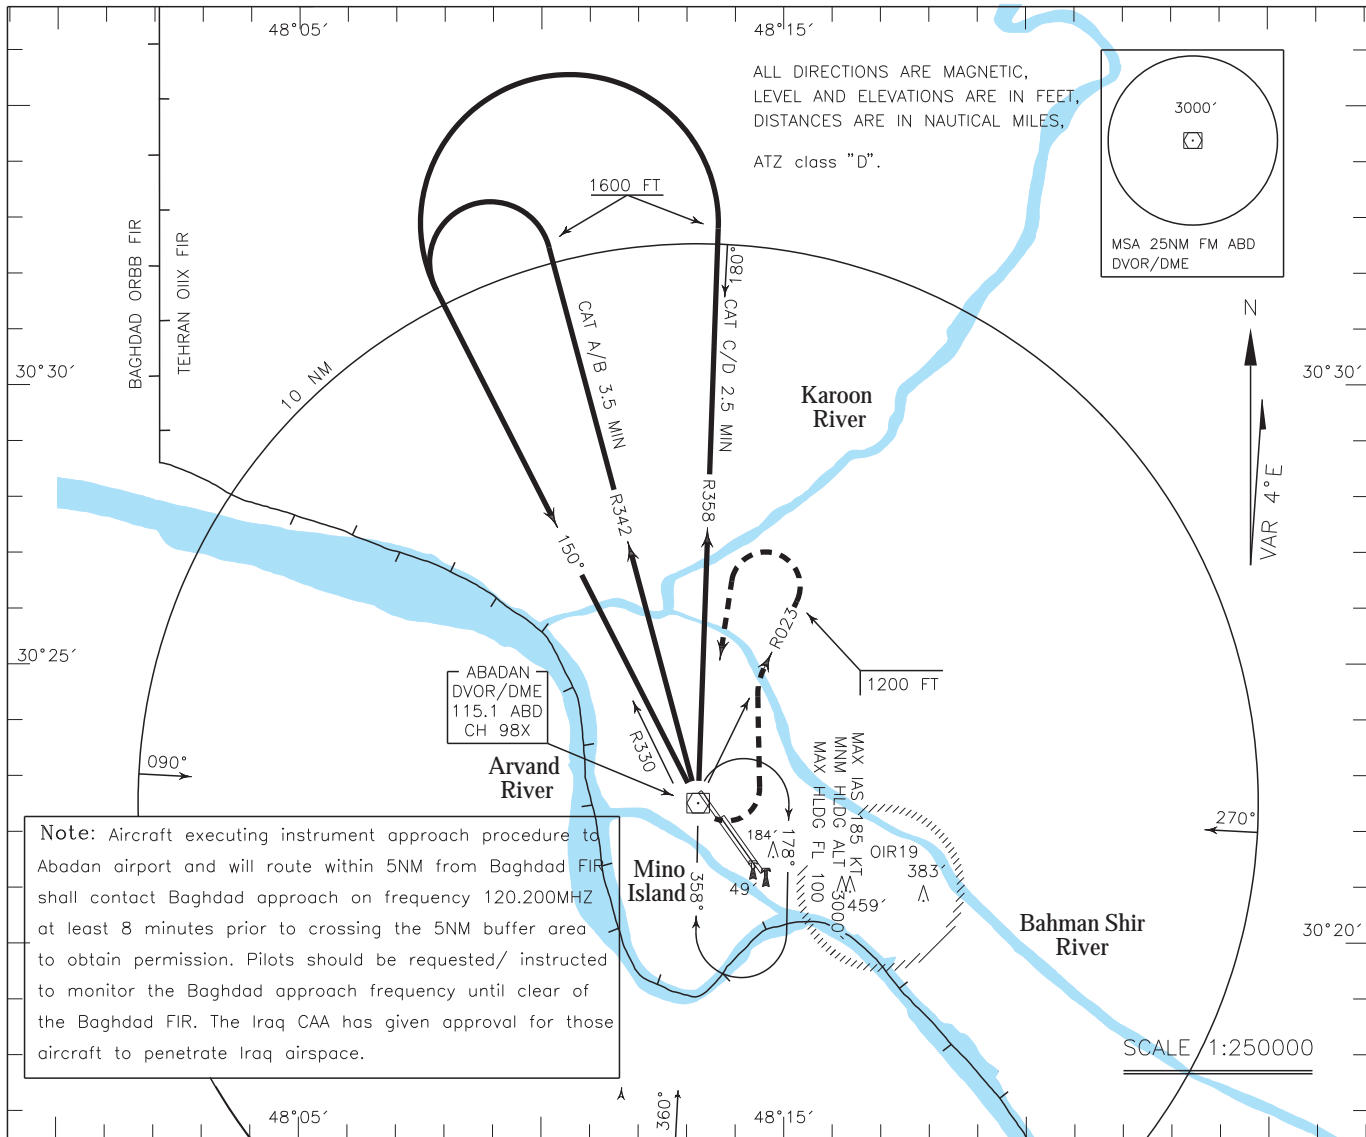 48°05′
48°15′
ALL DIRECTIONS ARE MAGNETIC,
LEVEL AND ELEVATIONS ARE IN FEET,
DISTANCES ARE IN NAUTICAL MILES,
ATZ class "D".
3000′
MSA 25NM FM ABD
DVOR/DME
1600 FT
BAGHDAD ORBB FIR
TEHRAN OIIX FIR
180°
CAT A/B 3.5 MIN
CAT C/D 2.5 MIN
N
VAR 4°E
30°30′
30°30′
10 NM
Karoon
River
R342
R358
150°
R023
30°25′
1200 FT
ABADAN
DVOR/DME
115.1 ABD
CH 98X
R330
Arvand
River
090°
270°
MAX IAS 185 KT
MNM HLDG ALT 3000′
MAX HLDG FL 100
184′
178°
358°
49′
OIR19
383′
459′
Mino
Island
Bahman Shir
River
30°20′
Note: Aircraft executing instrument approach procedure to
Abadan airport and will route within 5NM from Baghdad FIR
shall contact Baghdad approach on frequency 120.200MHZ
at least 8 minutes prior to crossing the 5NM buffer area
to obtain permission. Pilots should be requested/ instructed
to monitor the Baghdad approach frequency until clear of
the Baghdad FIR. The Iraq CAA has given approval for those
aircraft to penetrate Iraq airspace.
SCALE 1:250000
360°
48°05′
48°15′